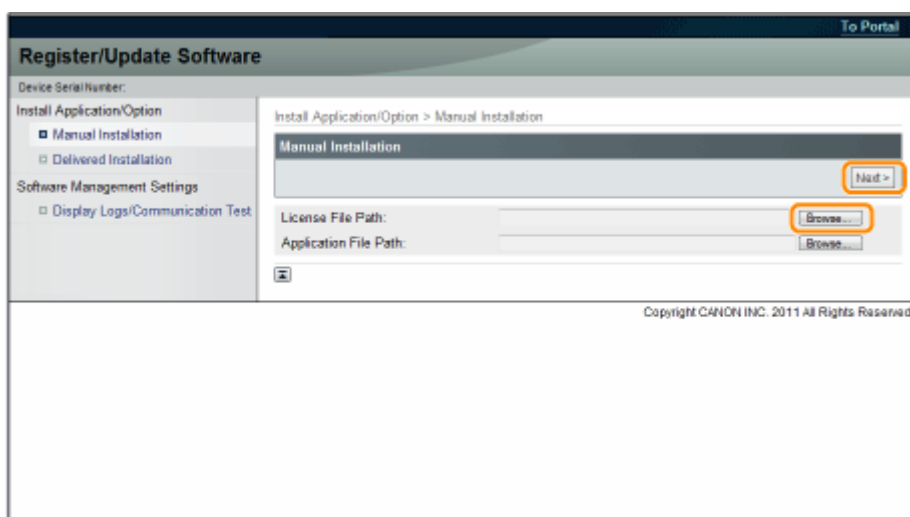 To Portal
Register/Update Software
Device Serial Number:
Install Application/Option
Manual Installation
Delivered Installation
Software Management Settings
Display Logs/Communication Test
Install Application/Option > Manual Installation
Manual Installation
Next >
License File Path:
Browse...
Application File Path:
Browse...
Copyright CANON INC. 2011 All Rights Reserved